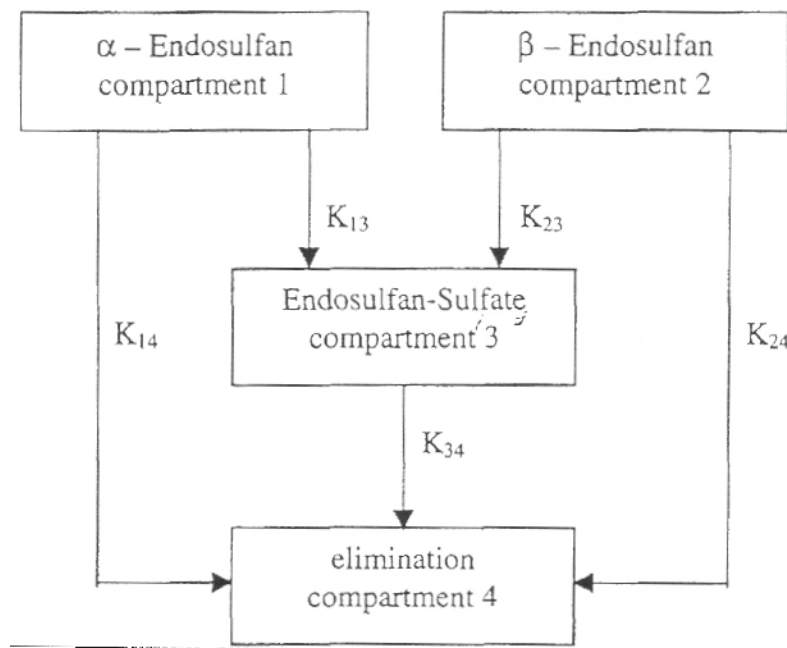 α – Endosulfan
compartment 1
β – Endosulfan
compartment 2
K₁₃
K₂₃
Endosulfan-Sulfate
compartment 3
K₁₄
K₂₄
K₃₄
elimination
compartment 4